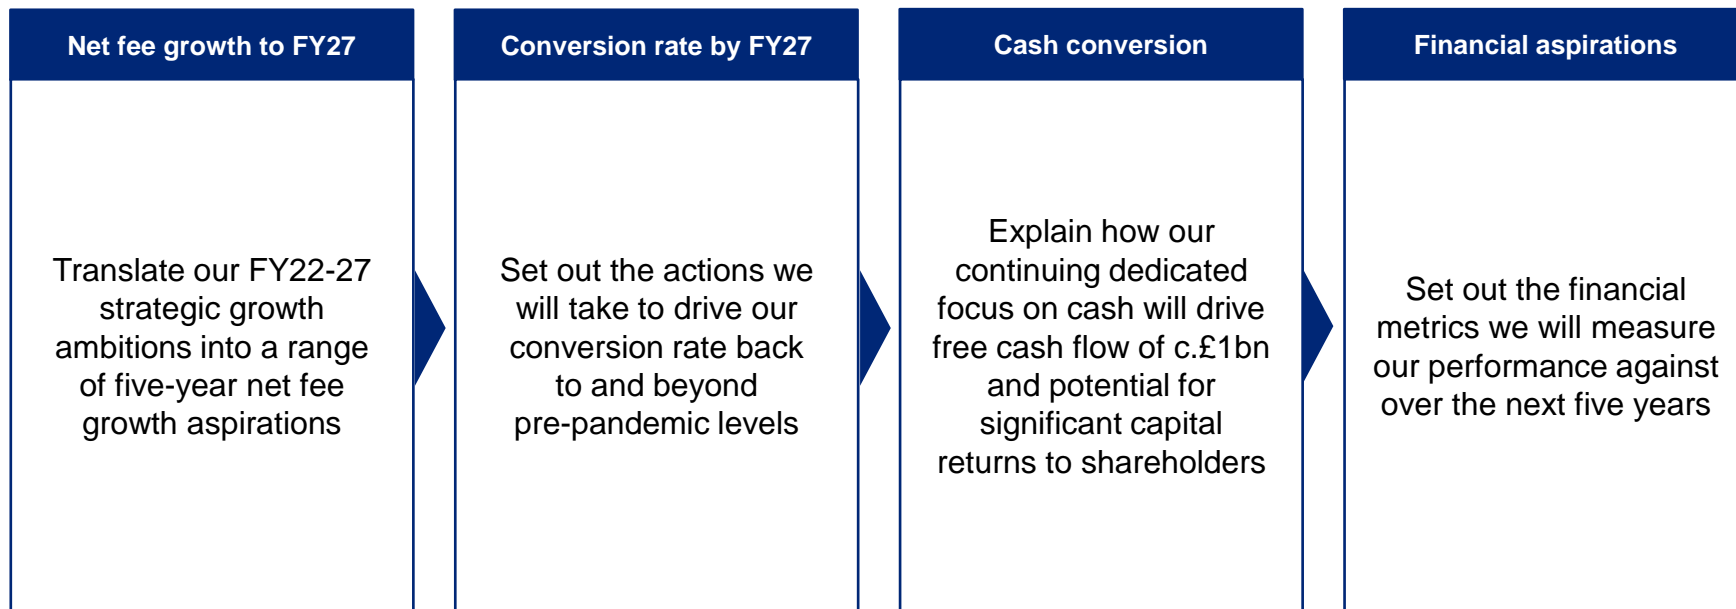 Net fee growth to FY27
Translate our FY22-27
strategic growth
ambitions into a range
of five-year net fee
growth aspirations
Conversion rate by FY27
Set out the actions we
will take to drive our
conversion rate back
to and beyond
pre-pandemic levels
Cash conversion
Explain how our
continuing dedicated
focus on cash will drive
free cash flow of c.£1bn
and potential for
significant capital
returns to shareholders
Financial aspirations
Set out the financial
metrics we will measure
our performance against
over the next five years